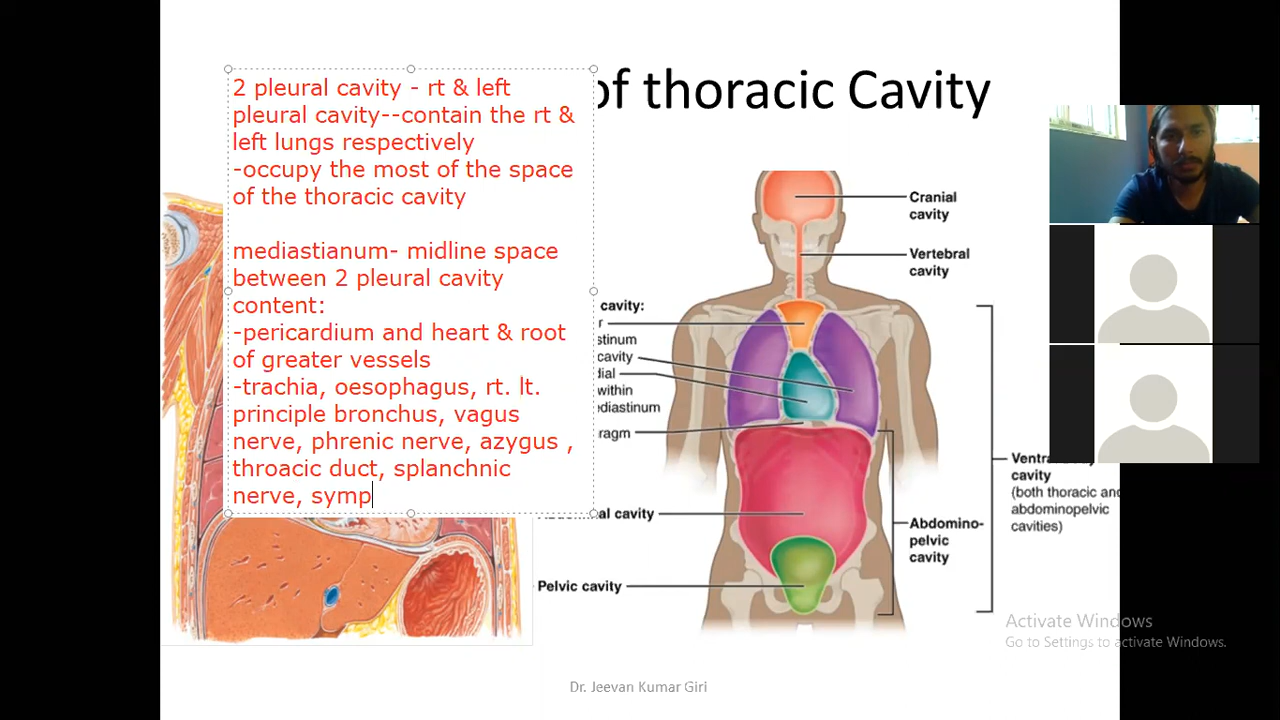 of thoracic Cavity
2 pleural cavity - rt & left
pleural cavity--contain the rt &
left lungs respectively
-occupy the most of the space
of the thoracic cavity
mediastianum- midline space
between 2 pleural cavity
content:
-pericardium and heart & root
of greater vessels
-trachia, oesophagus, rt. lt.
principle bronchus, vagus
nerve, phrenic nerve, azygus ,
throacic duct, splanchnic
nerve, symp
Cranial
cavity
Vertebral
cavity
cavity:
r
stinum
cavity
dial
within
ediastinum
ragm
cavity
Pelvic cavity
Abdomino-
pelvic
cavity
cavity
(both thoracic and
abdominopelvic
cavities)
Activate Windows
Go to Settings to activate Windows.
Dr. Jeevan Kumar Giri